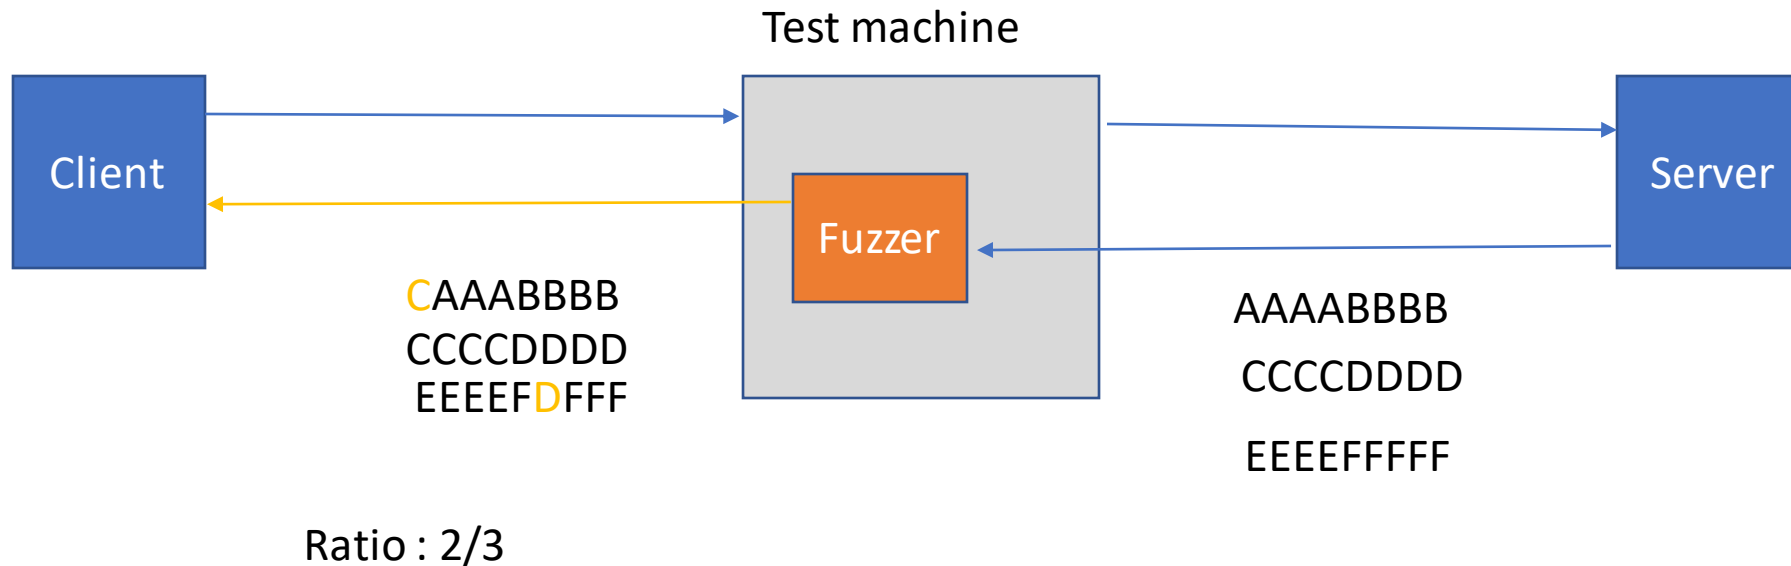 Test machine
Client
Server
Fuzzer
CAAABBBB
CCCCDDDD
EEEEFDFFF
AAAABBBB
CCCCDDDD
EEEEFFFFF
Ratio : 2/3